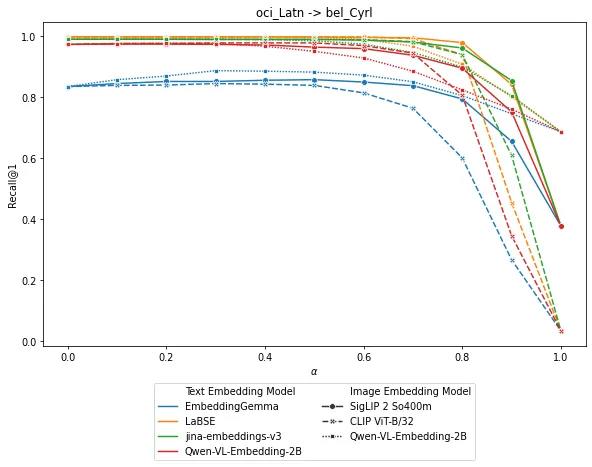 oci_Latn -> bel_Cyrl
Recall@1
1.0
0.8
0.6
0.4
0.2
0.0
0.0 0.2 0.4 0.6 0.8 1.0
α
Text Embedding Model
EmbeddingGemma
LaBSE
jina-embeddings-v3
Qwen-VL-Embedding-2B
Image Embedding Model
SigLIP 2 So400m
CLIP ViT-B/32
Qwen-VL-Embedding-2B